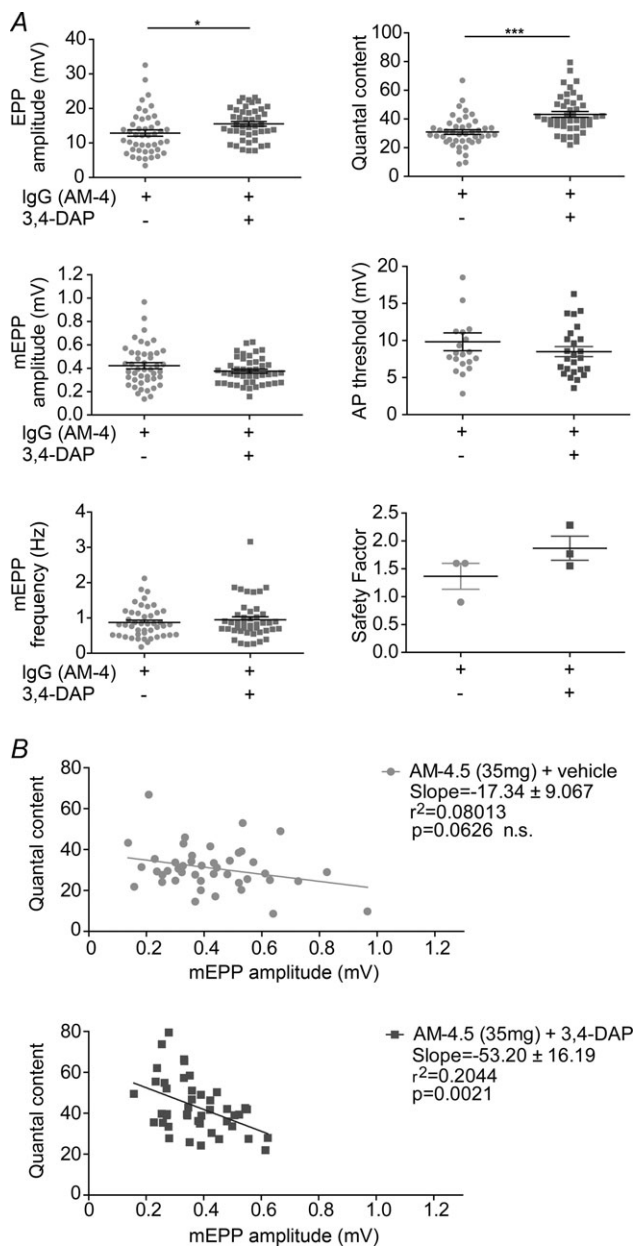 A
*
EPP
amplitude (mV)
40
30
20
10
0
IgG (AM-4) + +
3,4-DAP - +
***
Quantal content
100
80
60
40
20
0
+ +
- +
mEPP
amplitude (mV)
1.2
1.0
0.8
0.6
0.4
0.2
0.0
IgG (AM-4) + +
3,4-DAP - +
AP threshold (mV)
20
15
10
5
0
+ +
- +
mEPP
frequency (Hz)
4
3
2
1
0
IgG (AM-4) + +
3,4-DAP - +
Safety Factor
2.5
2.0
1.5
1.0
0.5
0.0
+ +
- +
B
Quantal content
80
60
40
20
0
0 0.2 0.4 0.6 0.8 1.0 1.2
mEPP amplitude (mV)
AM-4.5 (35mg) + vehicle
Slope=-17.34 ± 9.067
r2=0.08013
p=0.0626 n.s.
Quantal content
80
60
40
20
0
0 0.2 0.4 0.6 0.8 1.0 1.2
mEPP amplitude (mV)
AM-4.5 (35mg) + 3,4-DAP
Slope=-53.20 ± 16.19
r2=0.2044
p=0.0021